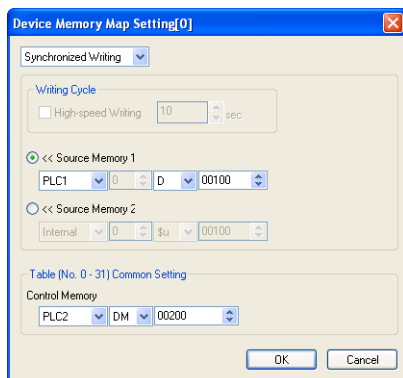 Device Memory Map Setting[0]
Synchronized Writing
Writing Cycle
High-speed Writing 10 sec
<< Source Memory 1
PLC1 0 D 00100
<< Source Memory 2
Internal 0 $u 00100
Table (No. 0 - 31) Common Setting
Control Memory
PLC2 DM 00200
OK Cancel